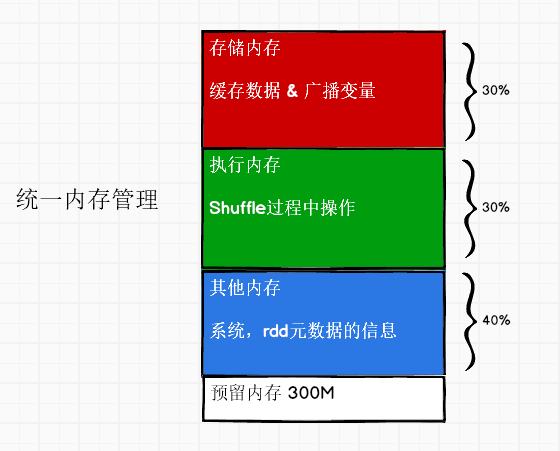 存储内存
缓存数据 & 广播变量
30%
执行内存
Shuffle过程中操作
30%
统一内存管理
其他内存
系统，rdd元数据的信息
40%
预留内存 300M